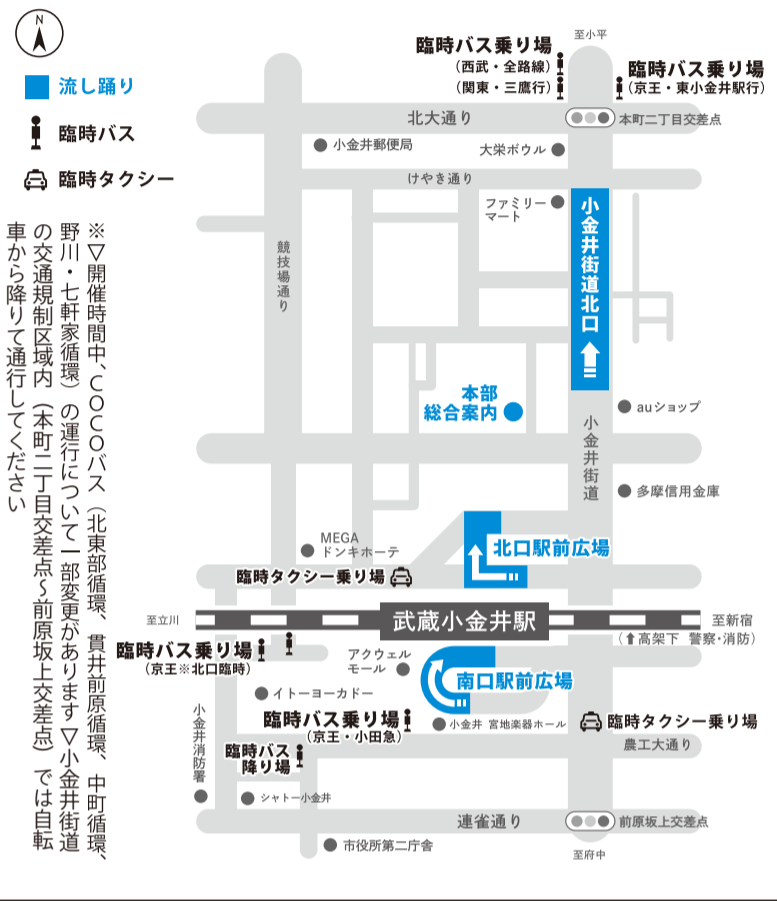 N
流し踊り
臨時バス
臨時タクシー
※▽開催時間中、COCOバス（北東部循環、貫井前原循環、中町循環、
野川・七軒家循環）の運行について一部変更があります▽小金井街道
の交通規制区域内（本町二丁目交差点～前原坂上交差点）では自転
車から降りて通行してください
至小平
臨時バス乗り場
（西武・全路線）
（関東・三鷹行）
臨時バス乗り場
（京王・東小金井駅行）
北大通り
本町二丁目交差点
小金井郵便局
大栄ボウル
けやき通り
ファミリー
マート
小金井街道北口
競技場通り
本部
総合案内
auショップ
小金井街道
多摩信用金庫
MEGA
ドンキホーテ
北口駅前広場
臨時タクシー乗り場
至立川
武蔵小金井駅
至新宿
（⬆高架下 警察・消防）
臨時バス乗り場
（京王※北口臨時）
アクウェル
モール
南口駅前広場
イトーヨーカドー
臨時バス乗り場
（京王・小田急）
小金井 宮地楽器ホール
臨時タクシー乗り場
農工大通り
臨時バス
降り場
小金井消防署
シャトー小金井
連雀通り
前原坂上交差点
市役所第二庁舎
至府中